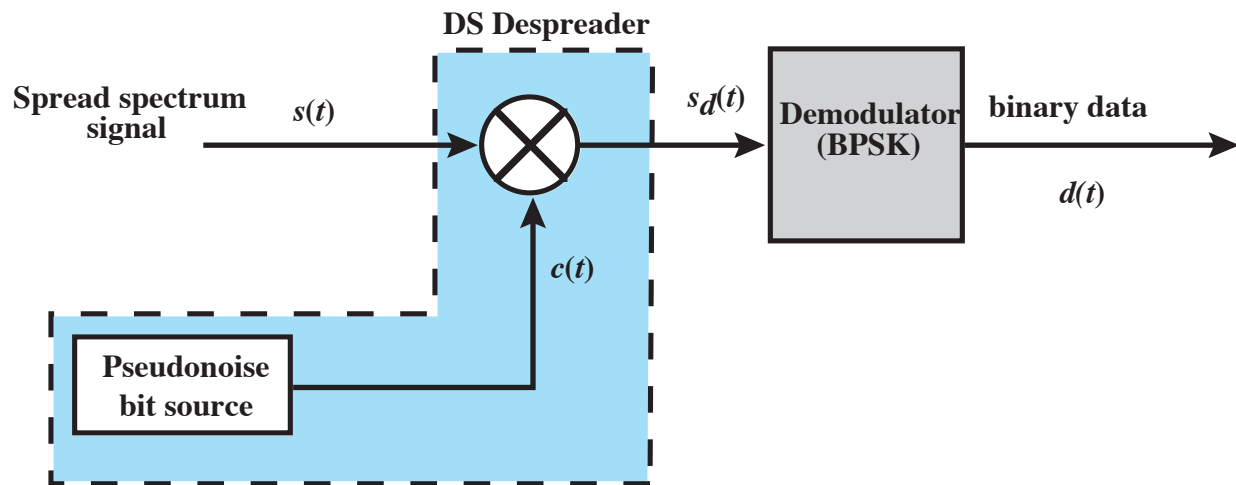 DS Despreader
Spread spectrum
signal
s(t)
sd(t)
Demodulator
(BPSK)
binary data
d(t)
c(t)
Pseudonoise
bit source